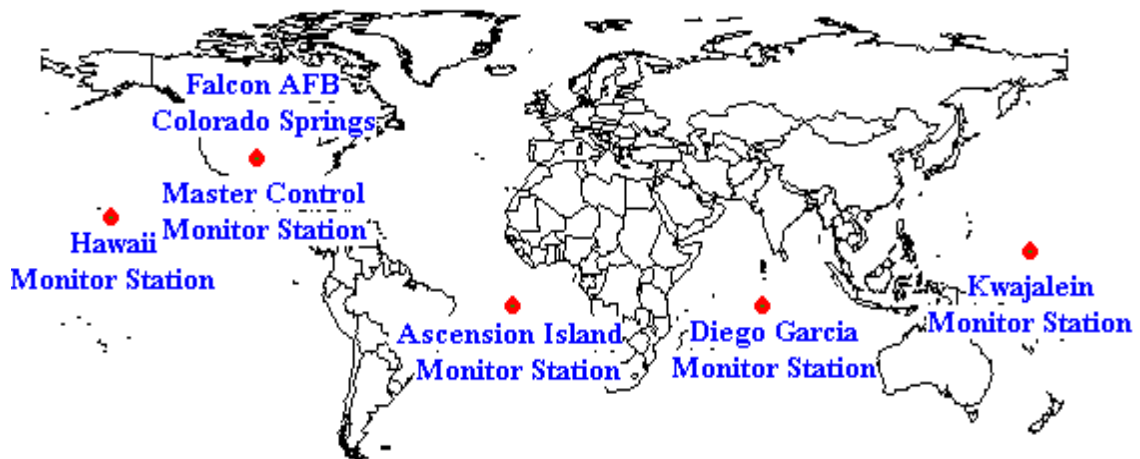 Falcon AFB
Colorado Springs
Master Control
Monitor Station
Hawaii
Monitor Station
Ascension Island
Monitor Station
Diego Garcia
Monitor Station
Kwajalein
Monitor Station